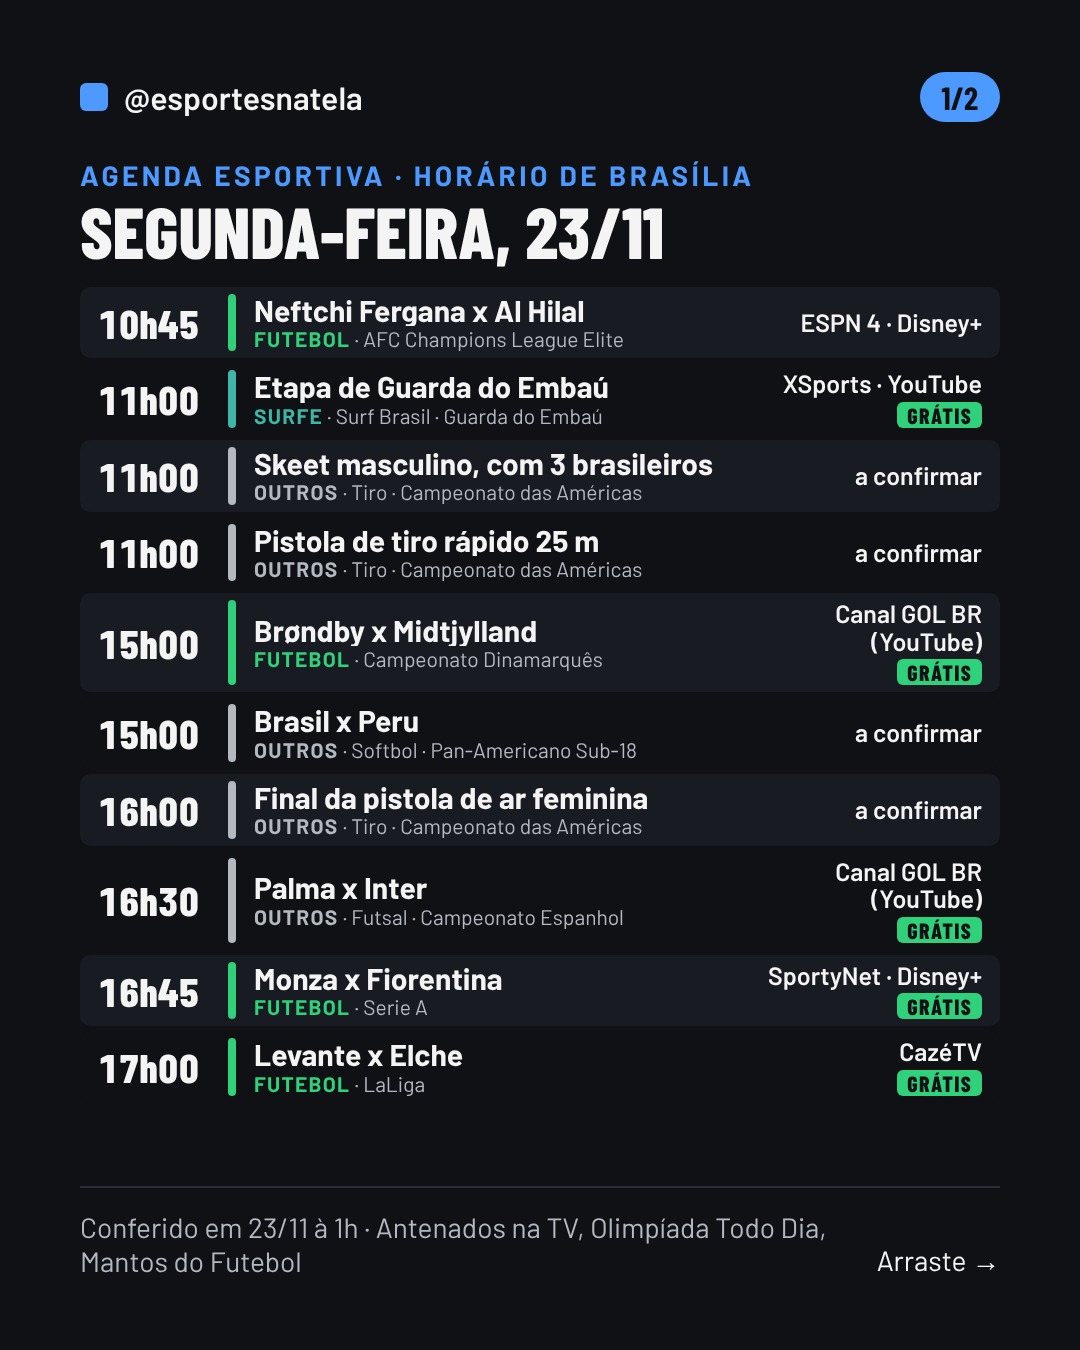 @esportesnatela
1/2
AGENDA ESPORTIVA · HORÁRIO DE BRASÍLIA
SEGUNDA-FEIRA, 23/11
10h45
Neftchi Fergana x Al Hilal
FUTEBOL · AFC Champions League Elite
ESPN 4 · Disney+
11h00
Etapa de Guarda do Embaú
SURFE · Surf Brasil · Guarda do Embaú
XSports · YouTube
GRÁTIS
11h00
Skeet masculino, com 3 brasileiros
OUTROS · Tiro · Campeonato das Américas
a confirmar
11h00
Pistola de tiro rápido 25 m
OUTROS · Tiro · Campeonato das Américas
a confirmar
15h00
Brøndby x Midtjylland
FUTEBOL · Campeonato Dinamarquês
Canal GOL BR
(YouTube)
GRÁTIS
15h00
Brasil x Peru
OUTROS · Softbol · Pan-Americano Sub-18
a confirmar
16h00
Final da pistola de ar feminina
OUTROS · Tiro · Campeonato das Américas
a confirmar
16h30
Palma x Inter
OUTROS · Futsal · Campeonato Espanhol
Canal GOL BR
(YouTube)
GRÁTIS
16h45
Monza x Fiorentina
FUTEBOL · Serie A
SportyNet · Disney+
GRÁTIS
17h00
Levante x Elche
FUTEBOL · LaLiga
CazéTV
GRÁTIS
Conferido em 23/11 à 1h · Antenados na TV, Olimpíada Todo Dia,
Mantos do Futebol
Arraste →